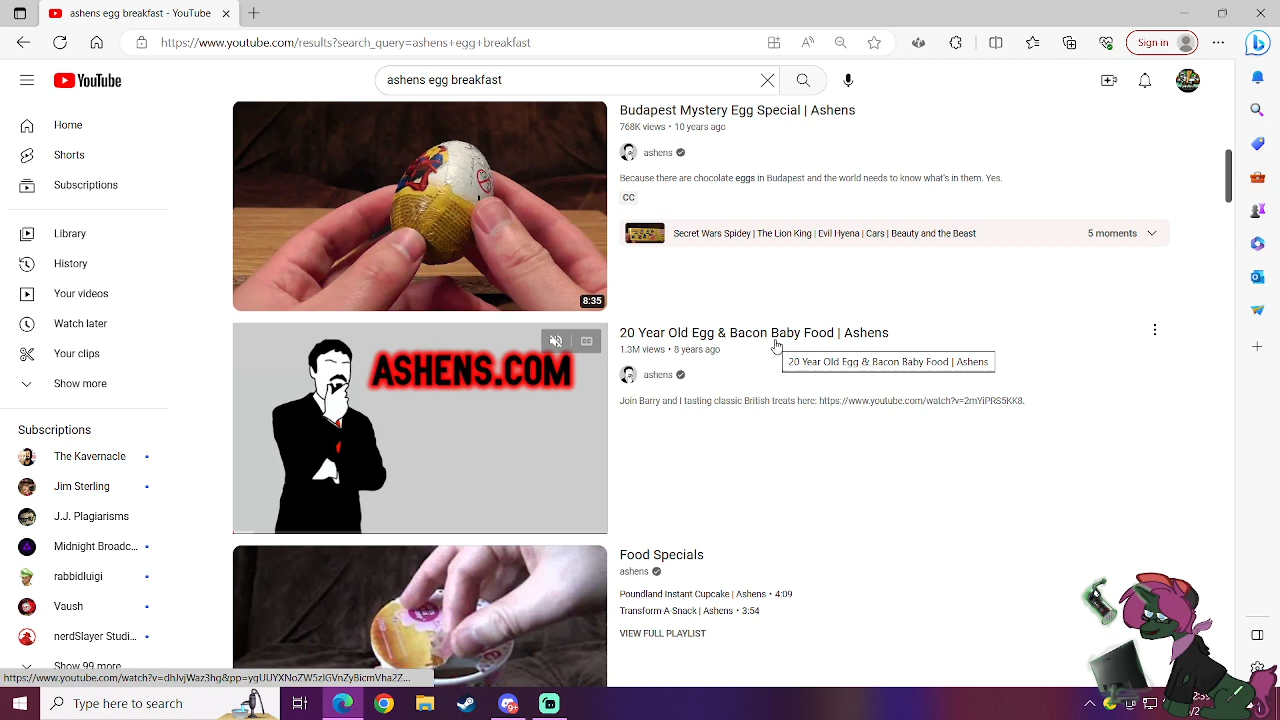 ashens egg breakfast - YouTube
https://www.youtube.com/results?search_query=ashens+egg+breakfast
Sign in
YouTube
ashens egg breakfast
Home
Shorts
Subscriptions
Library
History
Your videos
Watch later
Your clips
Show more
Subscriptions
The Kavernacle
Jim Sterling
J.J. Plagiarisms
Midnight Broadc...
rabbidluigi
Vaush
nerdSlayer Studi...
Show 99 more
8:35
Budapest Mystery Egg Special | Ashens
768K views • 10 years ago
ashens
Because there are chocolate eggs in Budapest and the world needs to know what's in them. Yes.
CC
Secret Wars Spidey | The Lion King | Evil Hyena | Cars | Beauty and the Beast
5 moments
ASHENS.COM
20 Year Old Egg & Bacon Baby Food | Ashens
1.3M views • 8 years ago
20 Year Old Egg & Bacon Baby Food | Ashens
ashens
Join Barry and I tasting classic British treats here: https://www.youtube.com/watch?v=2mYiPRS5KK8.
Food Specials
ashens
Poundland Instant Cupcake | Ashens • 4:09
Transform-A-Snack | Ashens • 3:54
VIEW FULL PLAYLIST
Type here to search